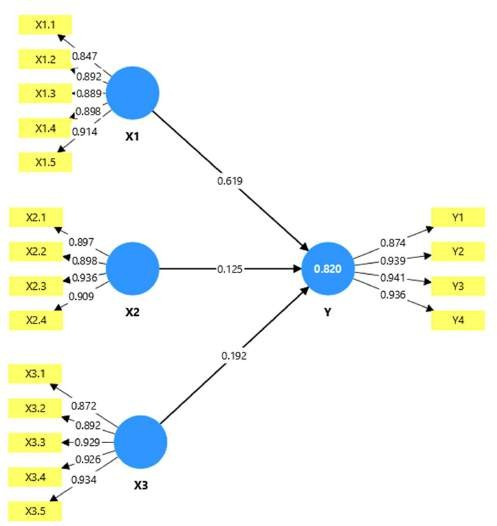 X1.1
0.847
X1.2
0.892
X1.3
0.889
X1.4
0.898
X1.5
0.914
X1
0.619
X2.1
0.897
X2.2
0.898
X2.3
0.936
X2.4
0.909
X2
0.125
0.820
Y
Y1
0.874
Y2
0.939
Y3
0.941
Y4
0.936
0.192
X3.1
0.872
X3.2
0.892
X3.3
0.929
X3.4
0.926
X3.5
0.934
X3